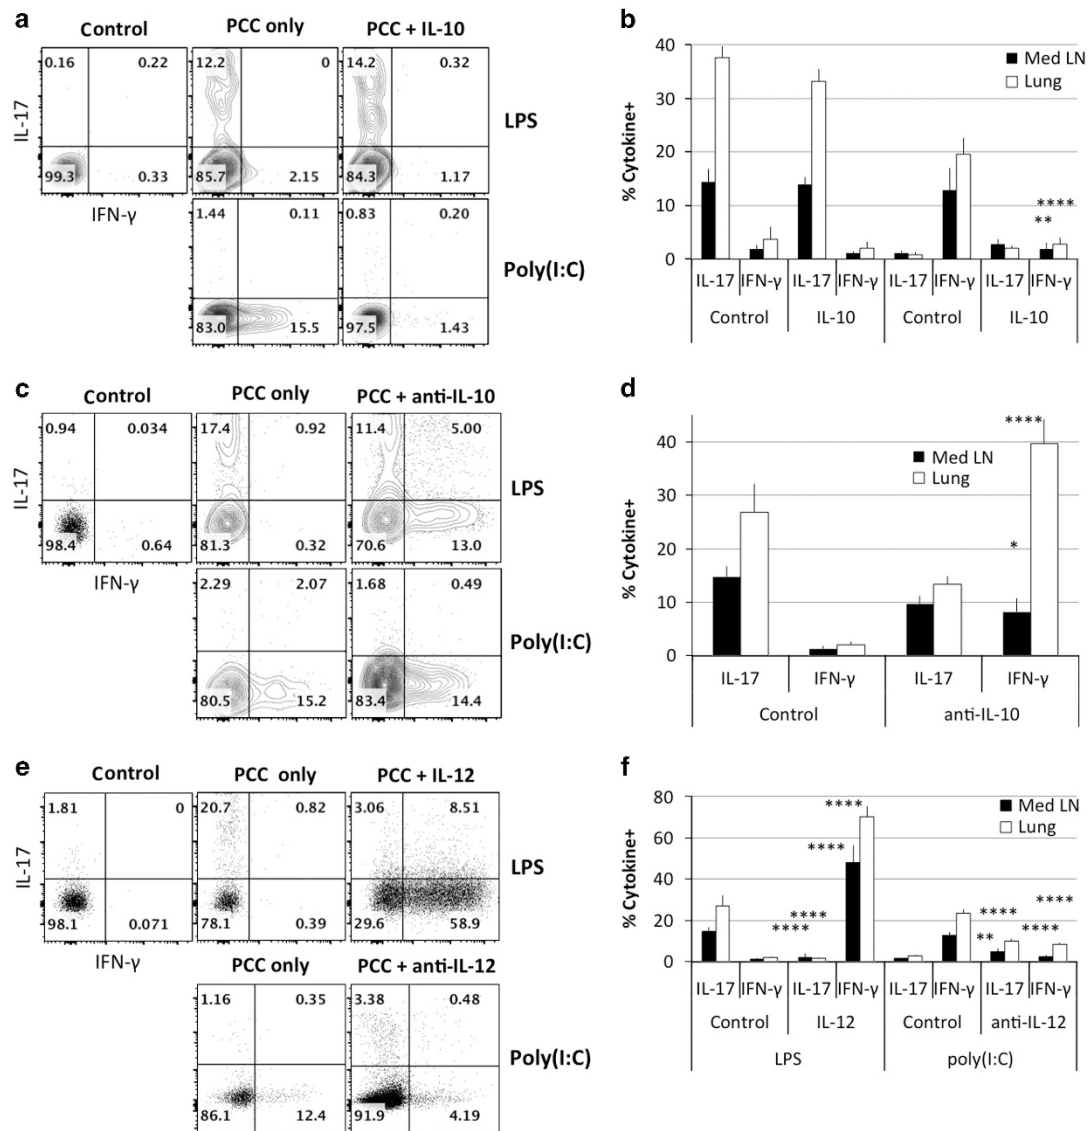 a
Control
PCC only
PCC + IL-10
0.16 0.22
12.2 0
14.2 0.32
IL-17
LPS
99.3 0.33
85.7 2.15
84.3 1.17
IFN-γ
1.44 0.11
0.83 0.20
Poly(I:C)
83.0 15.5
97.5 1.43
b
40
30
20
10
0
% Cytokine+
Med LN
Lung
****
**
IL-17 IFN-γ IL-17 IFN-γ IL-17 IFN-γ IL-17 IFN-γ
Control IL-10 Control IL-10
c
Control
PCC only
PCC + anti-IL-10
0.94 0.034
17.4 0.92
11.4 5.00
IL-17
LPS
98.4 0.64
81.3 0.32
70.6 13.0
IFN-γ
2.29 2.07
1.68 0.49
Poly(I:C)
80.5 15.2
83.4 14.4
d
40
30
20
10
0
% Cytokine+
Med LN
Lung
****
*
IL-17 IFN-γ IL-17 IFN-γ
Control anti-IL-10
e
Control
PCC only
PCC + IL-12
1.81 0
20.7 0.82
3.06 8.51
IL-17
LPS
98.1 0.071
78.1 0.39
29.6 58.9
IFN-γ
PCC only
PCC + anti-IL-12
1.16 0.35
3.38 0.48
Poly(I:C)
86.1 12.4
91.9 4.19
f
80
60
40
20
0
% Cytokine+
Med LN
Lung
****
****
****
****
****
**
****
****
IL-17 IFN-γ IL-17 IFN-γ IL-17 IFN-γ IL-17 IFN-γ
Control IL-12 Control anti-IL-12
LPS poly(I:C)